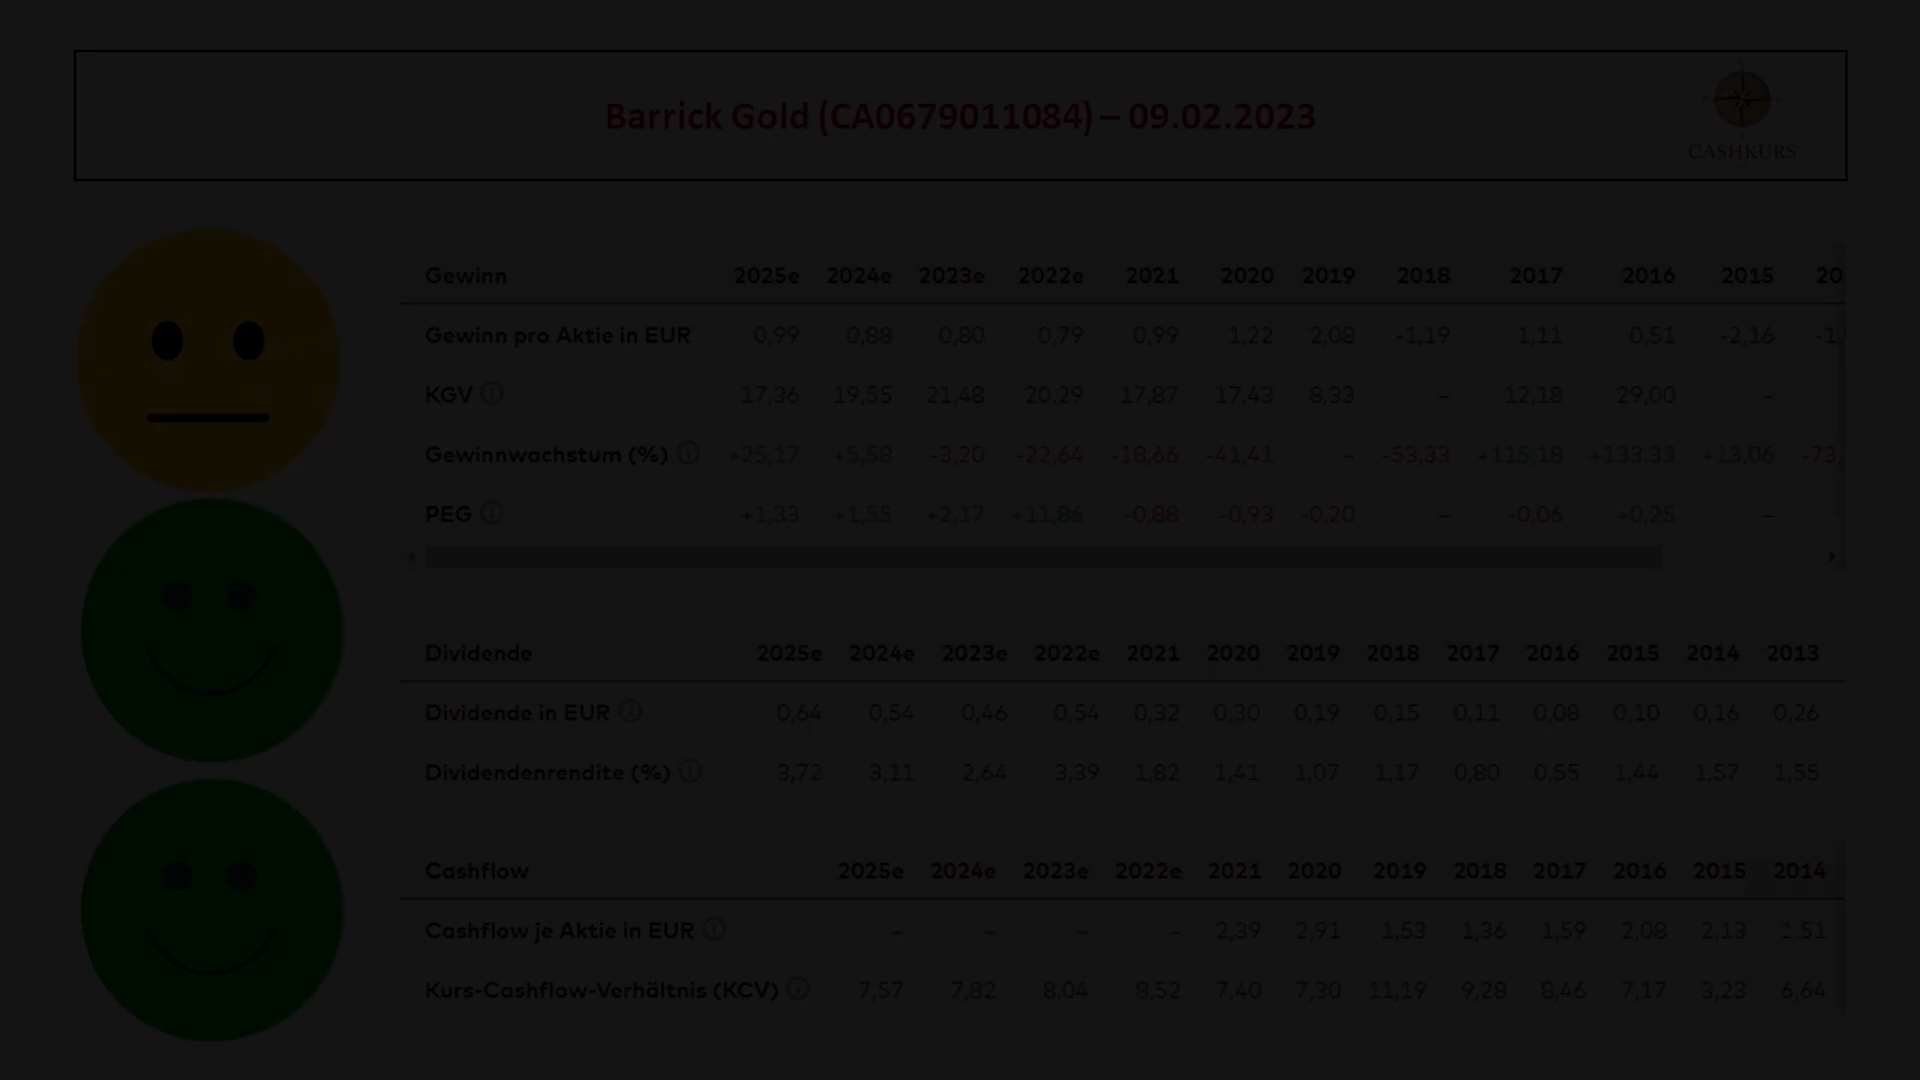 Barrick Gold (CA0679011084) – 09.02.2023
CASHKURS
Gewinn 2025e 2024e 2023e 2022e 2021 2020 2019 2018 2017 2016 2015 20
Gewinn pro Aktie in EUR 0,99 0,88 0,80 0,79 0,99 1,22 2,08 -1,19 1,11 0,51 -2,16 -1,
KGV 17,36 19,55 21,48 20,29 17,87 17,43 8,33 – 12,18 29,00 –
Gewinnwachstum (%) +25,17 +5,58 -3,20 -22,64 -18,66 -41,41 – -53,33 +115,18 +133,33 +13,06 -73,
PEG +1,33 +1,55 +2,17 +11,86 -0,88 -0,93 -0,20 – -0,06 +0,25 –
Dividende 2025e 2024e 2023e 2022e 2021 2020 2019 2018 2017 2016 2015 2014 2013
Dividende in EUR 0,64 0,54 0,46 0,54 0,32 0,30 0,19 0,15 0,11 0,08 0,10 0,16 0,26
Dividendenrendite (%) 3,72 3,11 2,64 3,39 1,82 1,41 1,07 1,17 0,80 0,55 1,44 1,57 1,55
Cashflow 2025e 2024e 2023e 2022e 2021 2020 2019 2018 2017 2016 2015 2014
Cashflow je Aktie in EUR – – – – 2,39 2,91 1,53 1,36 1,59 2,08 2,13
Kurs-Cashflow-Verhältnis (KCV) 7,57 7,82 8,04 8,52 7,40 7,30 11,19 9,28 8,46 7,17 3,23 6,64